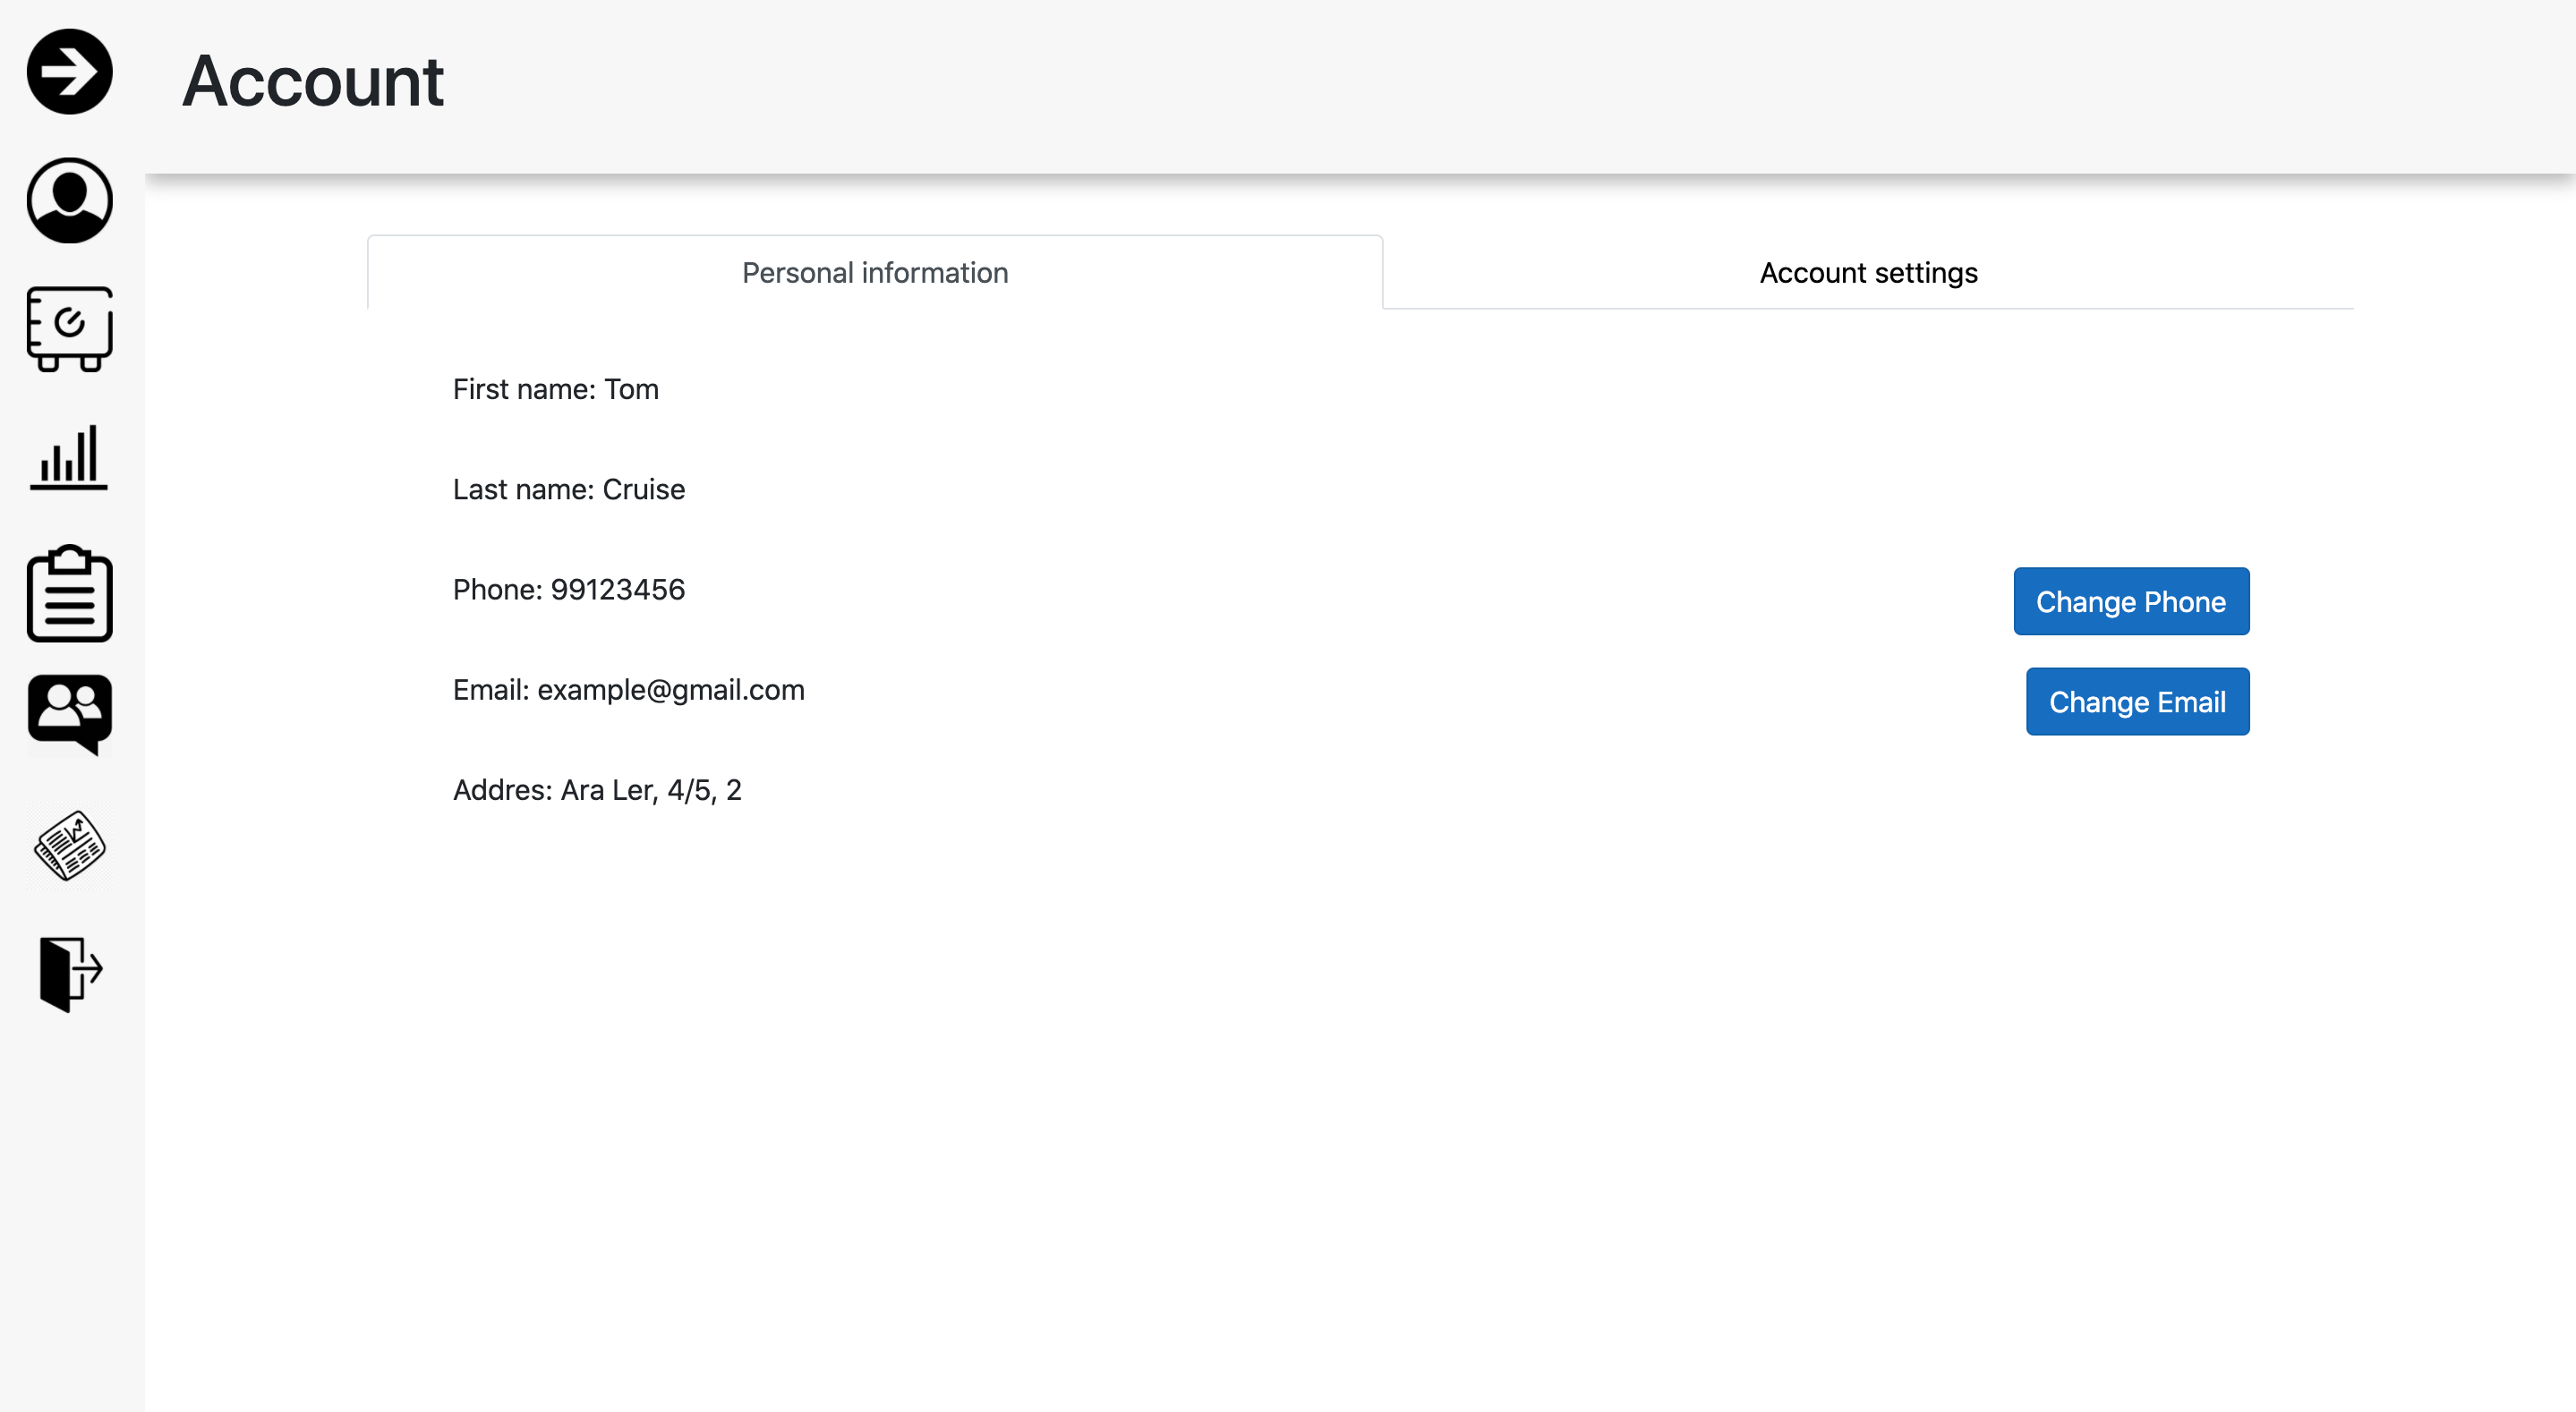 Account
Personal information
Account settings
First name: Tom
Last name: Cruise
Phone: 99123456
Change Phone
Email: example@gmail.com
Change Email
Addres: Ara Ler, 4/5, 2